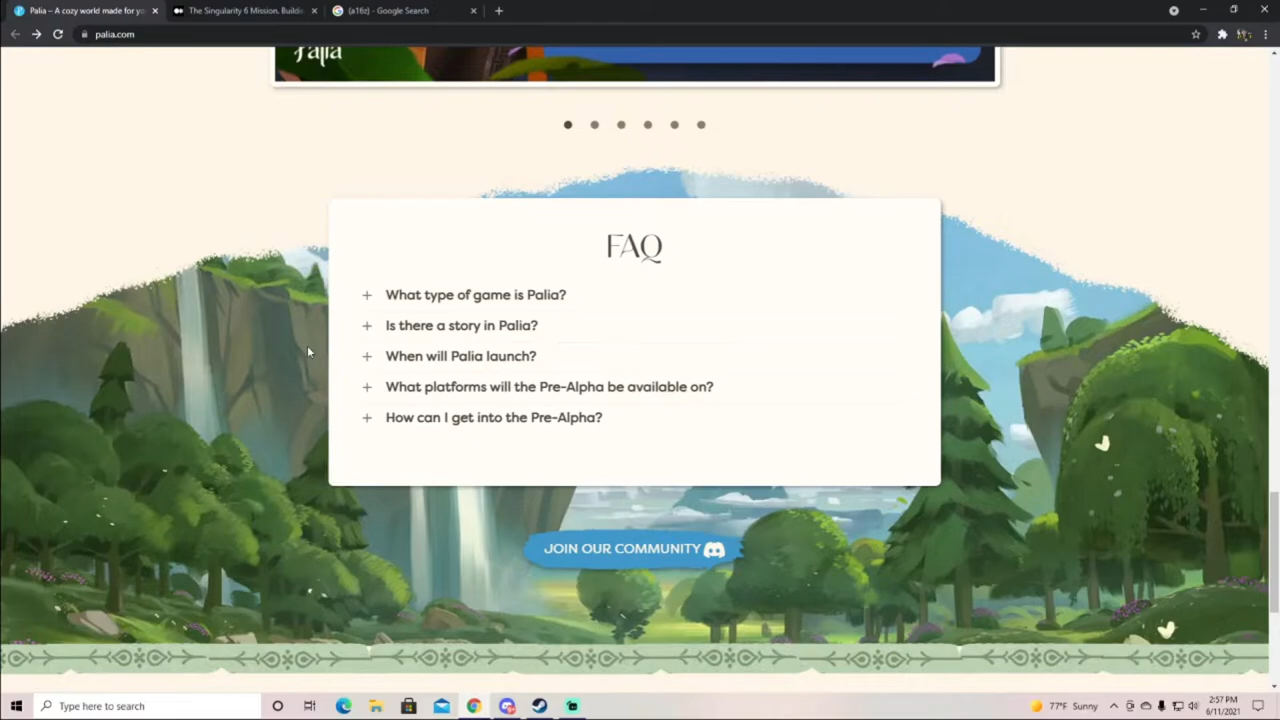 Palia – A cozy world made for yo
The Singularity 6 Mission. Buildi
(a16z) - Google Search
palia.com
Palia
FAQ
+ What type of game is Palia?
+ Is there a story in Palia?
+ When will Palia launch?
+ What platforms will the Pre-Alpha be available on?
+ How can I get into the Pre-Alpha?
JOIN OUR COMMUNITY
Type here to search
77°F Sunny
2:57 PM
6/11/2021